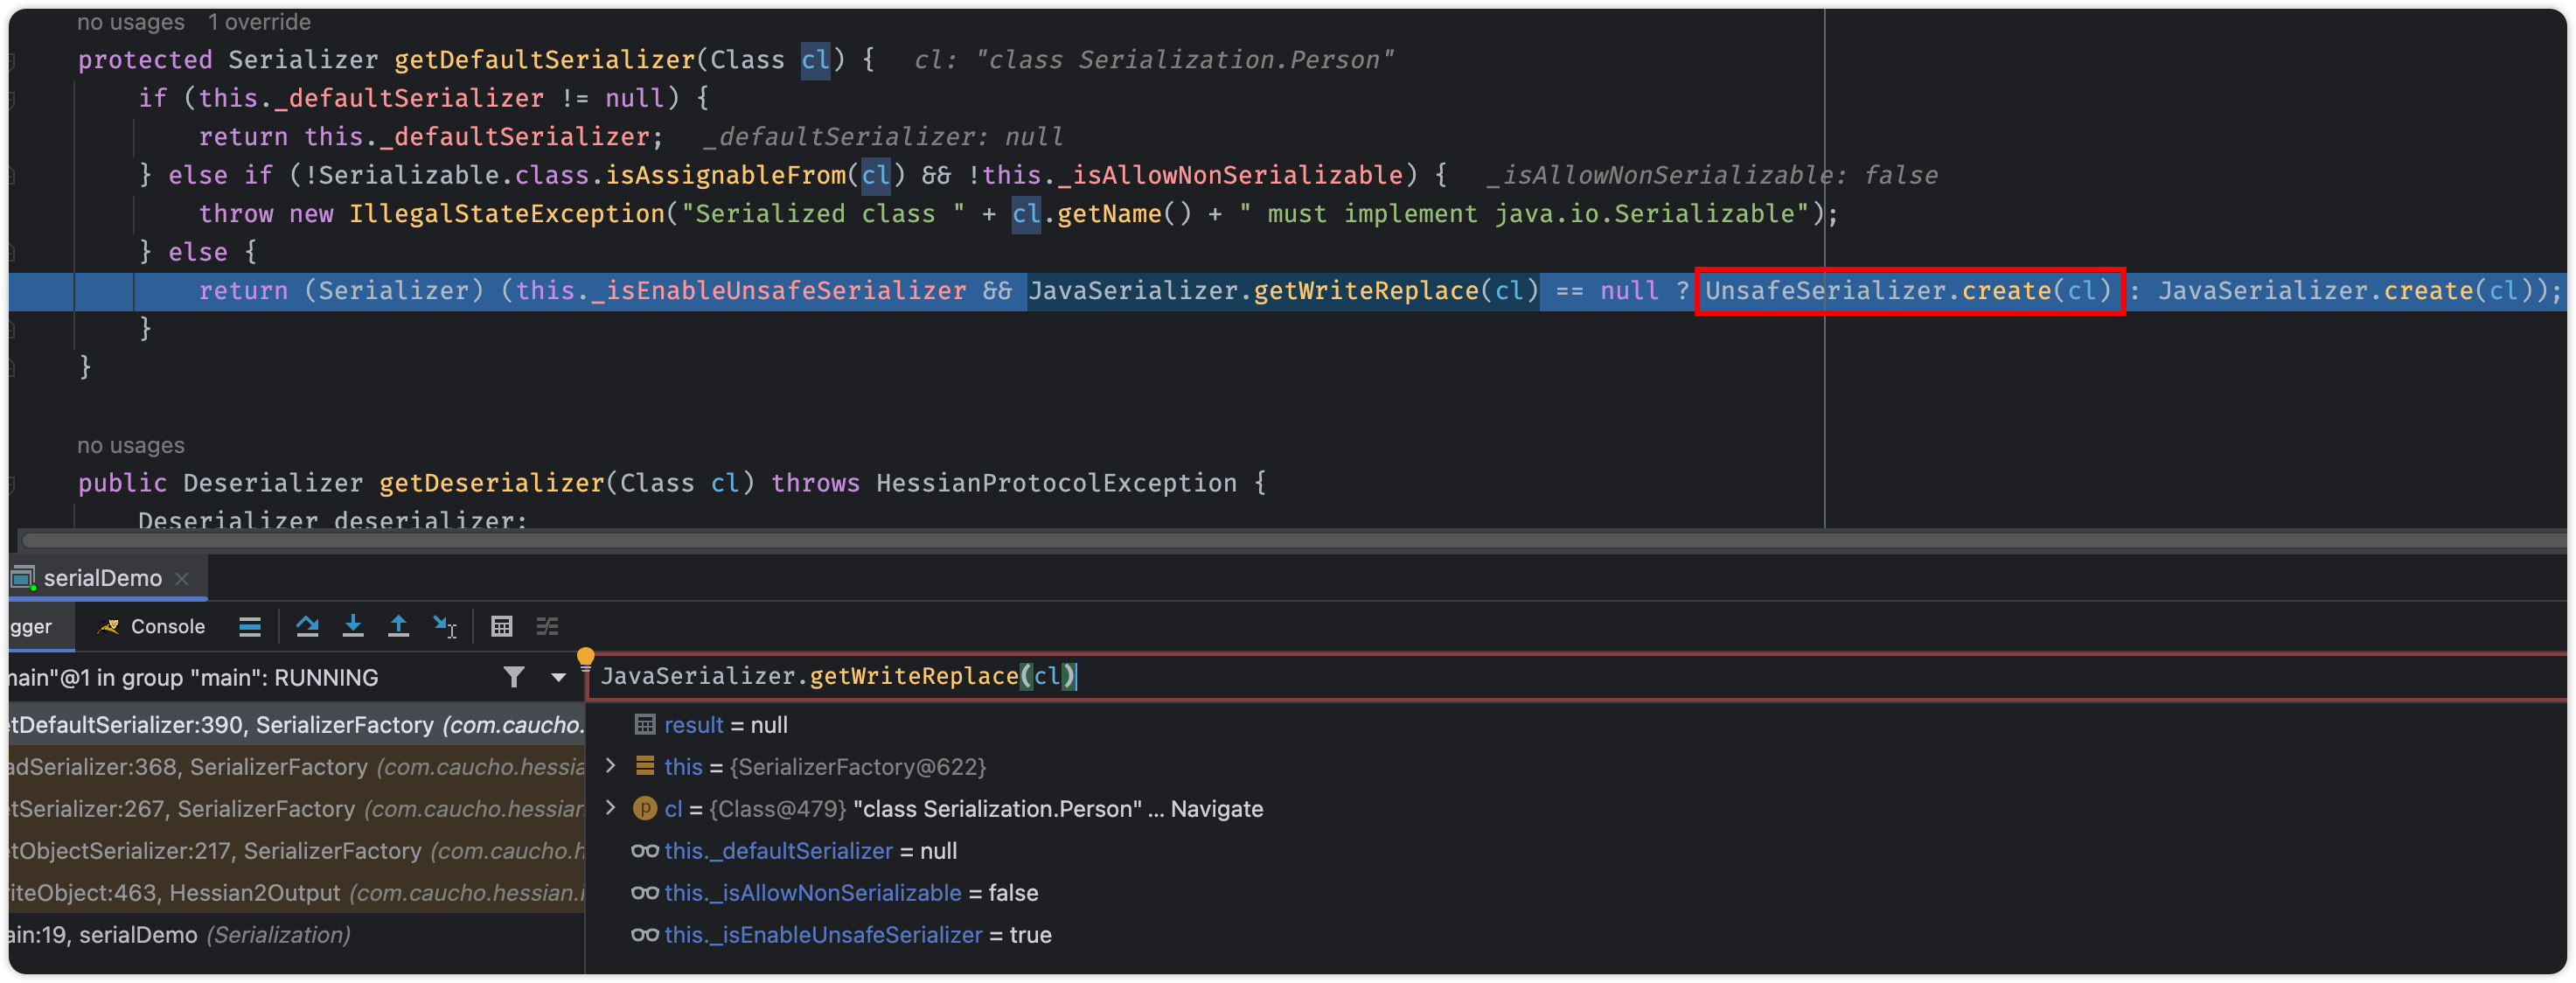 no usages 1 override
protected Serializer getDefaultSerializer(Class cl) { cl: "class Serialization.Person"
if (this._defaultSerializer != null) {
return this._defaultSerializer; _defaultSerializer: null
} else if (!Serializable.class.isAssignableFrom(cl) && !this._isAllowNonSerializable) { _isAllowNonSerializable: false
throw new IllegalStateException("Serialized class " + cl.getName() + " must implement java.io.Serializable");
} else {
return (Serializer) (this._isEnableUnsafeSerializer && JavaSerializer.getWriteReplace(cl) == null ? UnsafeSerializer.create(cl) : JavaSerializer.create(cl));
}
}
no usages
public Deserializer getDeserializer(Class cl) throws HessianProtocolException {
Deserializer deserializer;
serialDemo
gger Console
main"@1 in group "main": RUNNING
JavaSerializer.getWriteReplace(cl)
etDefaultSerializer:390, SerializerFactory (com.caucho.
result = null
adSerializer:368, SerializerFactory (com.caucho.hessia
this = {SerializerFactory@622}
etSerializer:267, SerializerFactory (com.caucho.hessian
cl = {Class@479} "class Serialization.Person" ... Navigate
etObjectSerializer:217, SerializerFactory (com.caucho.h
this._defaultSerializer = null
riteObject:463, Hessian2Output (com.caucho.hessian.i
this._isAllowNonSerializable = false
ain:19, serialDemo (Serialization)
this._isEnableUnsafeSerializer = true